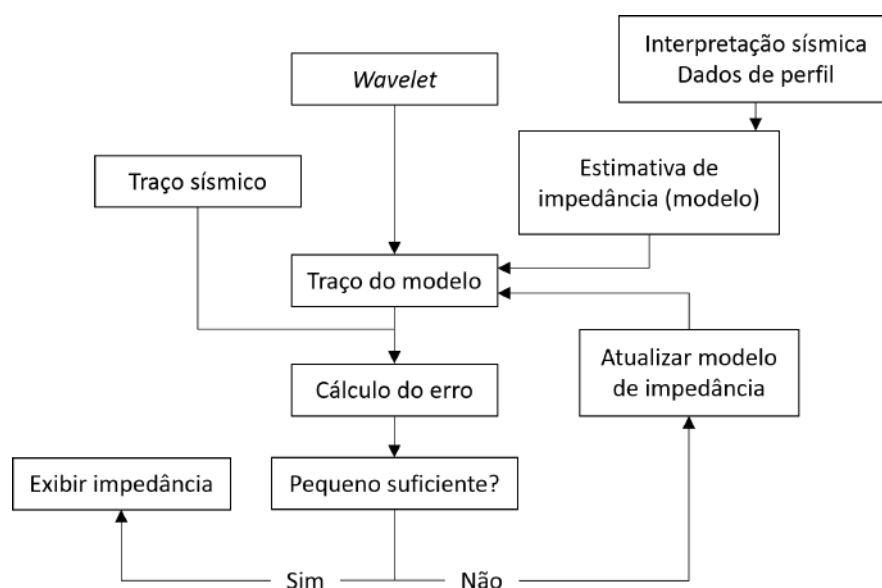 Interpretação sísmica
Dados de perfil
Wavelet
Estimativa de
impedância (modelo)
Traço sísmico
Traço do modelo
Atualizar modelo
de impedância
Cálculo do erro
Exibir impedância
Pequeno suficiente?
Sim
Não